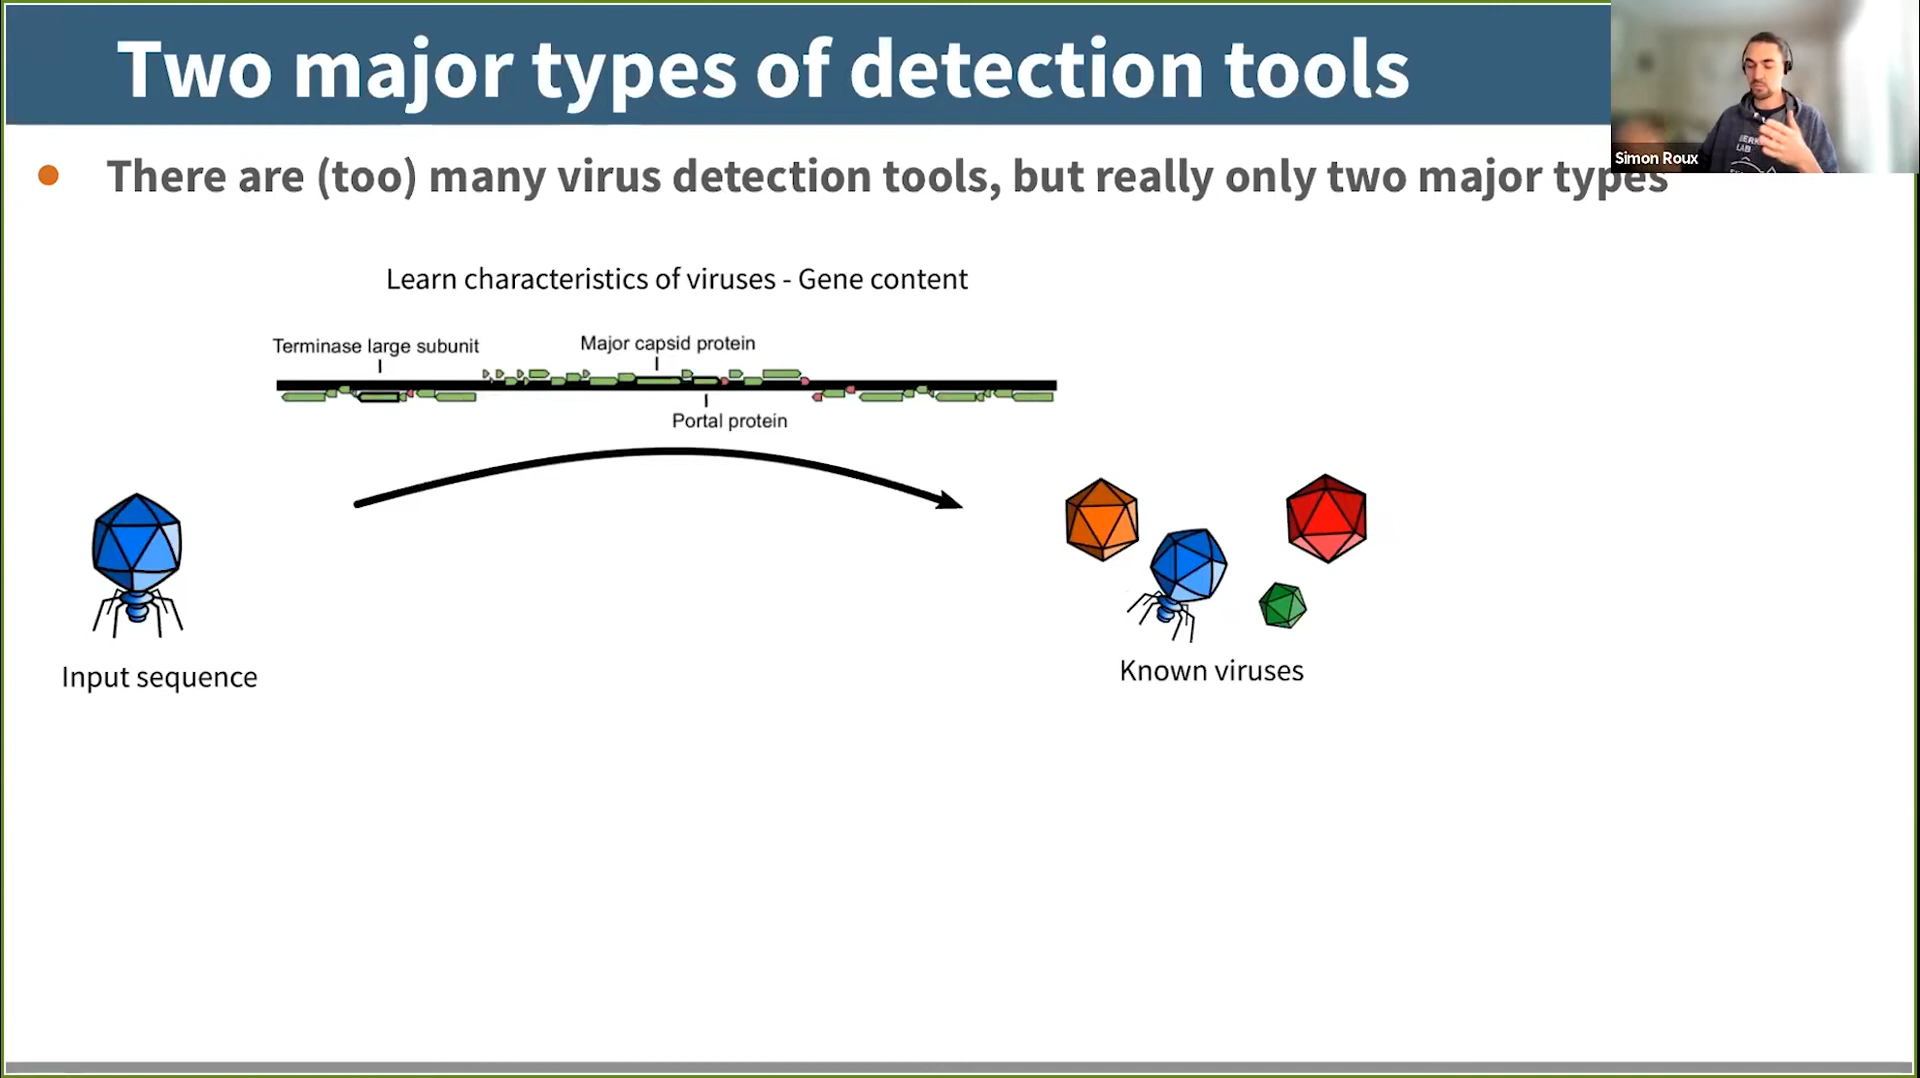 Two major types of detection tools
Simon Roux
There are (too) many virus detection tools, but really only two major types
Learn characteristics of viruses - Gene content
Terminase large subunit
Major capsid protein
Portal protein
Input sequence
Known viruses
LAB